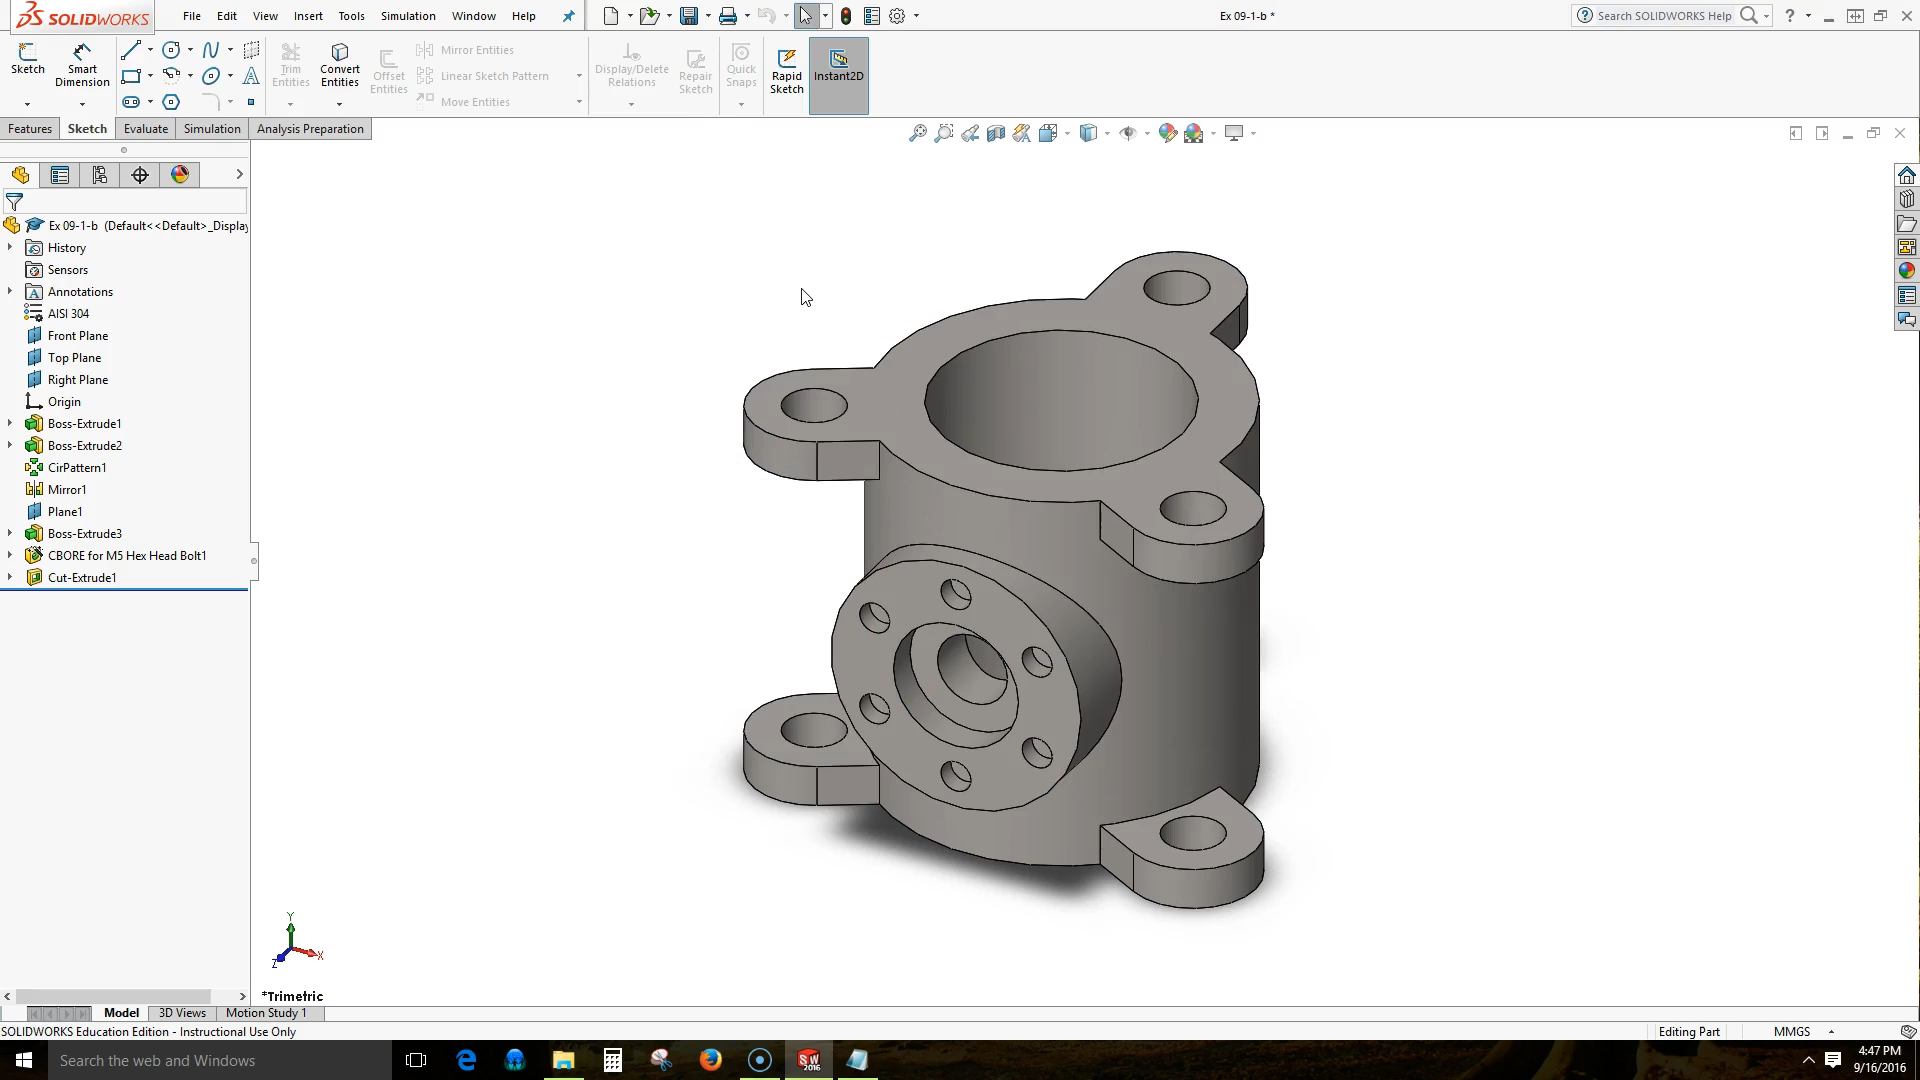 SOLIDWORKS File Edit View Insert Tools Simulation Window Help Ex 09-1-b * Search SOLIDWORKS Help ?
Sketch Smart Dimension Trim Entities Convert Entities Offset Entities Mirror Entities Linear Sketch Pattern Move Entities Display/Delete Relations Repair Sketch Quick Snaps Rapid Sketch Instant2D
Features Sketch Evaluate Simulation Analysis Preparation
Ex 09-1-b (Default<<Default>_Display
History
Sensors
Annotations
AISI 304
Front Plane
Top Plane
Right Plane
Origin
Boss-Extrude1
Boss-Extrude2
CirPattern1
Mirror1
Plane1
Boss-Extrude3
CBORE for M5 Hex Head Bolt1
Cut-Extrude1
Y
X
Z
*Trimetric
Model 3D Views Motion Study 1
SOLIDWORKS Education Edition - Instructional Use Only Editing Part MMGS
Search the web and Windows SW 2016 4:47 PM
9/16/2016